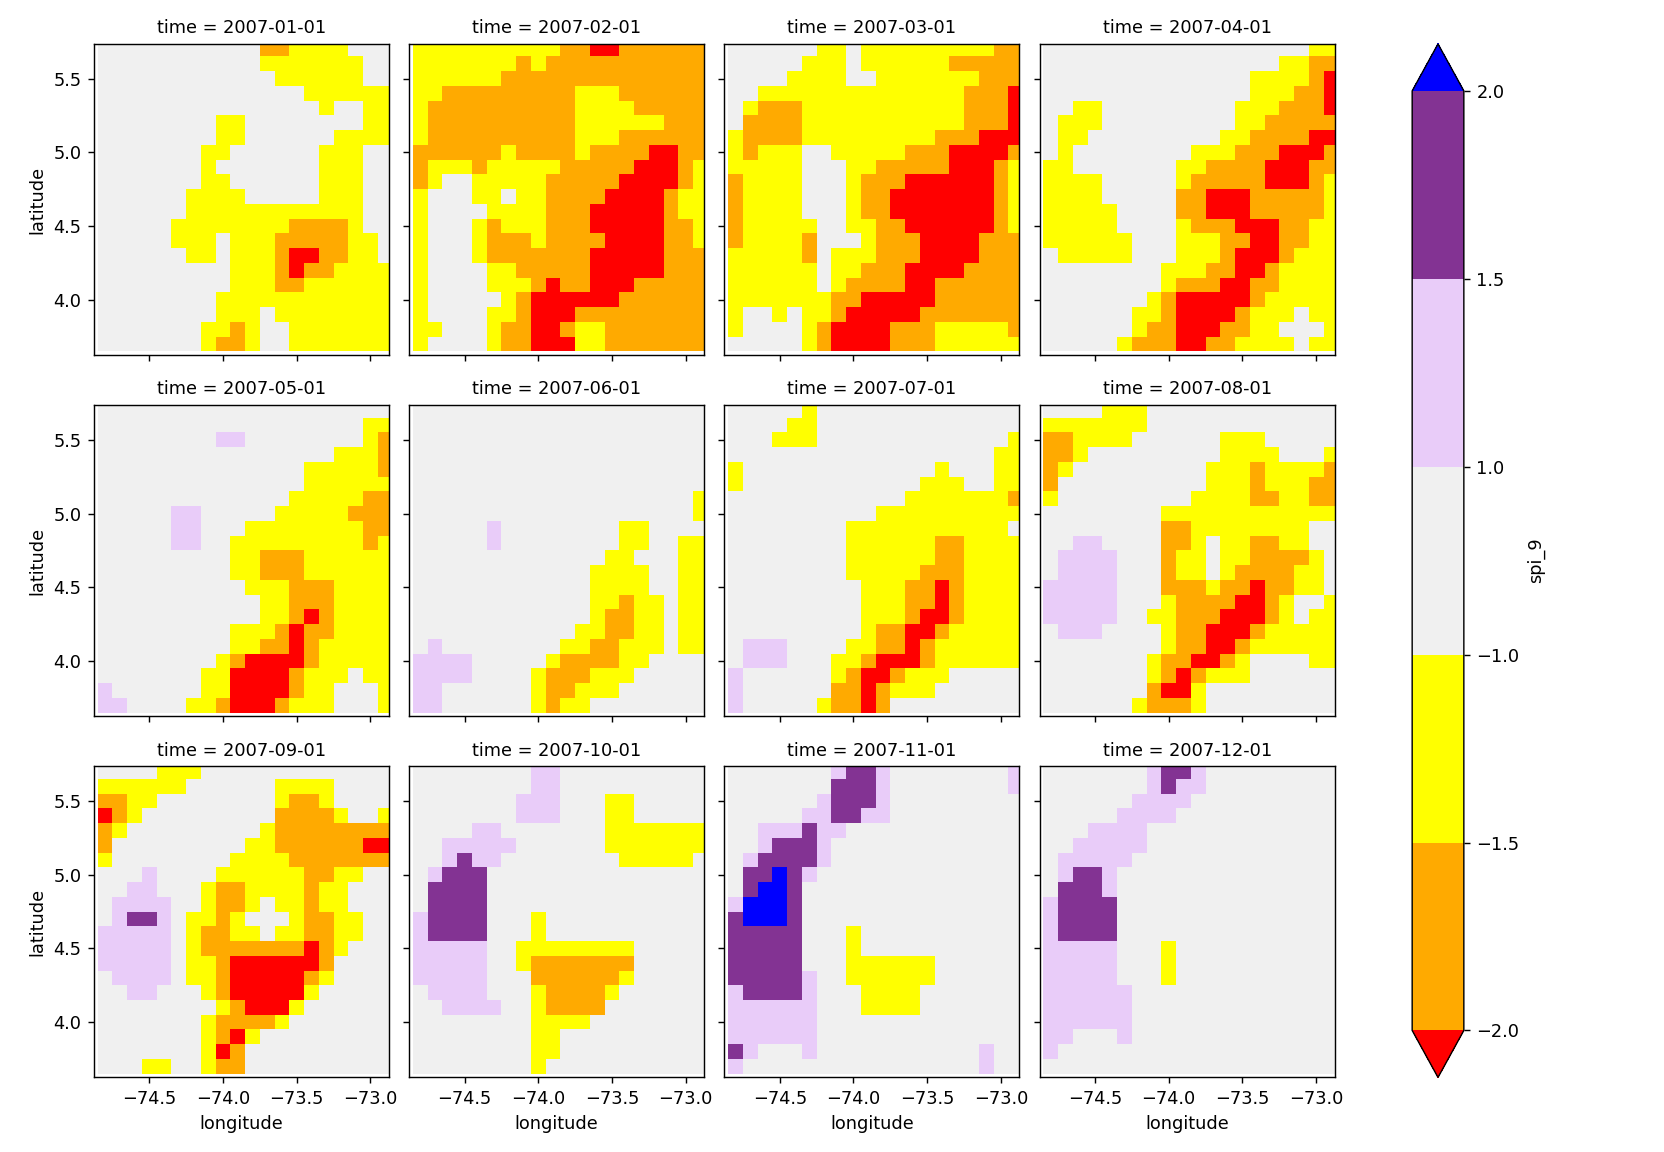 time = 2007-01-01
time = 2007-02-01
time = 2007-03-01
time = 2007-04-01
latitude
5.5
5.0
4.5
4.0
time = 2007-05-01
time = 2007-06-01
time = 2007-07-01
time = 2007-08-01
latitude
5.5
5.0
4.5
4.0
time = 2007-09-01
time = 2007-10-01
time = 2007-11-01
time = 2007-12-01
latitude
5.5
5.0
4.5
4.0
−74.5 −74.0 −73.5 −73.0
longitude
−74.5 −74.0 −73.5 −73.0
longitude
−74.5 −74.0 −73.5 −73.0
longitude
−74.5 −74.0 −73.5 −73.0
longitude
2.0
1.5
1.0
−1.0
−1.5
−2.0
spi_9